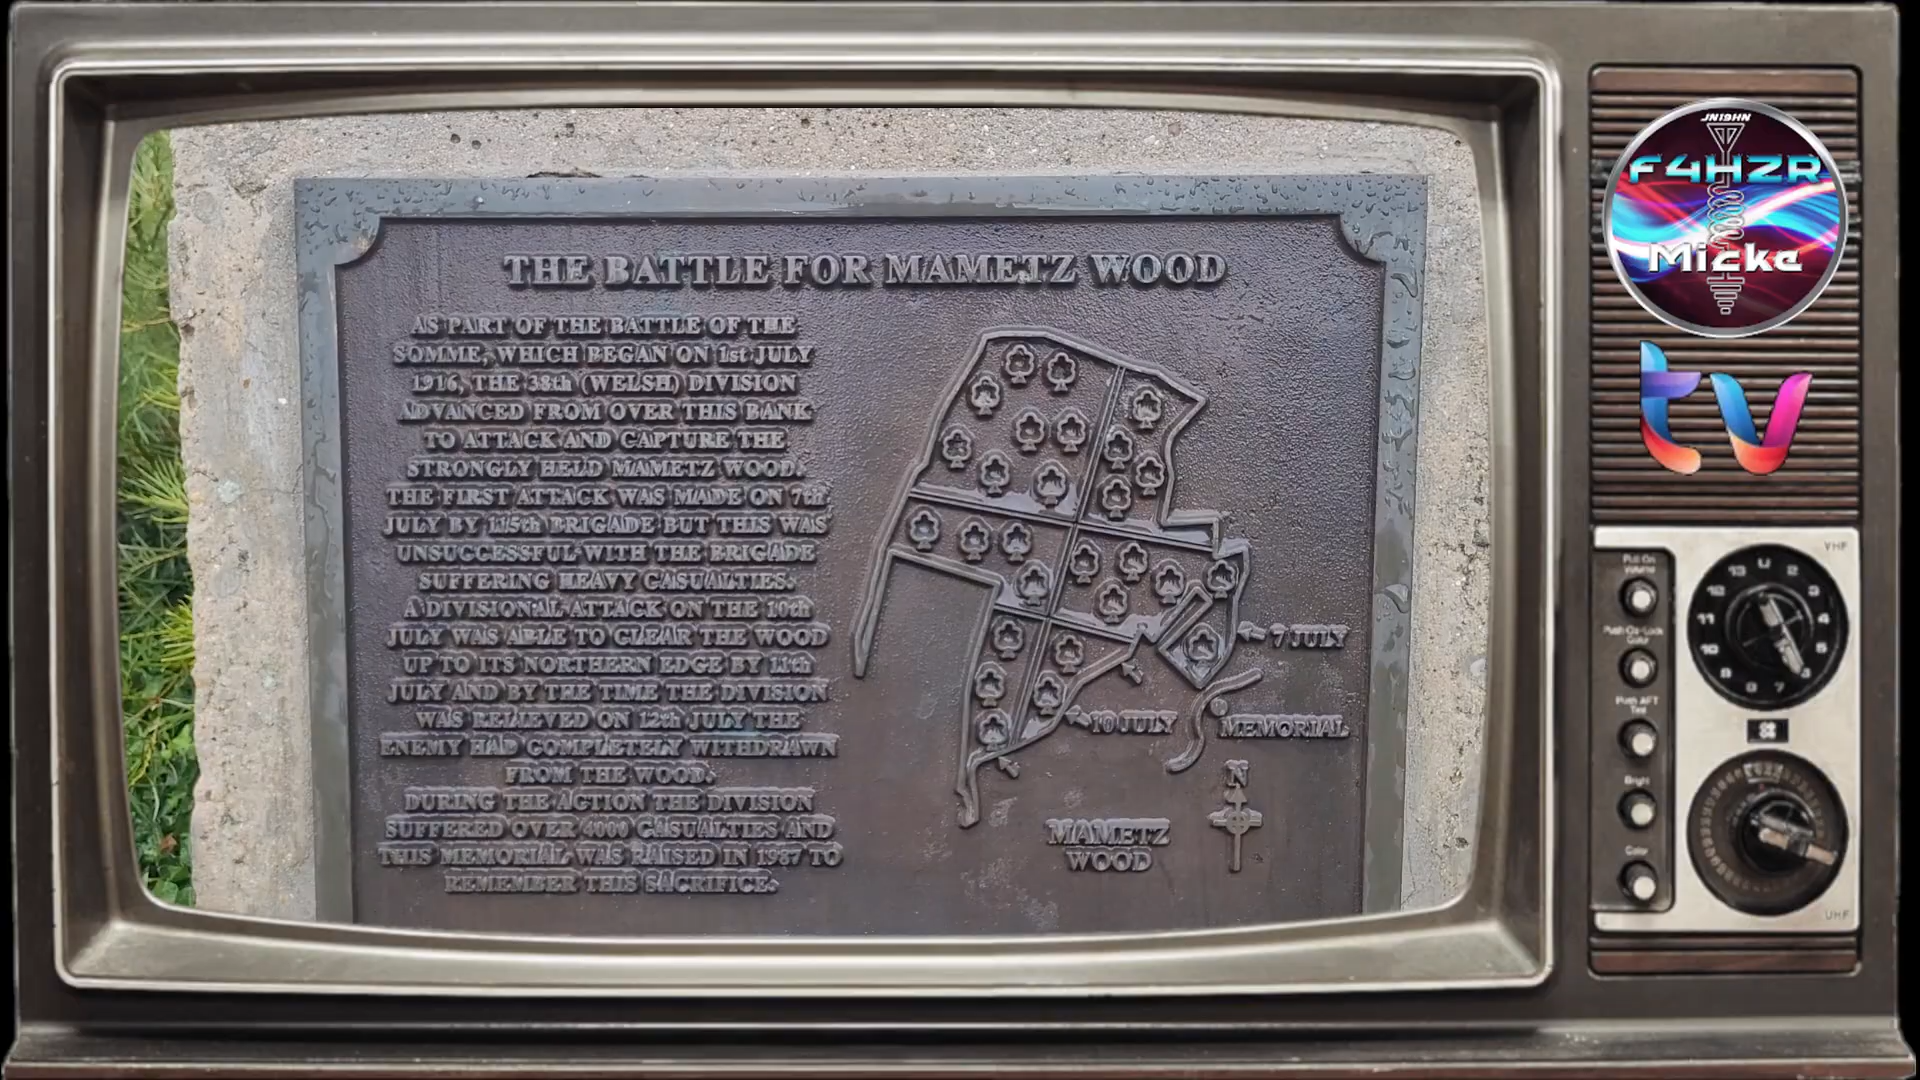 THE BATTLE FOR MAMETZ WOOD
AS PART OF THE BATTLE OF THE
SOMME, WHICH BEGAN ON 1st JULY
1916, THE 38th (WELSH) DIVISION
ADVANCED FROM OVER THIS BANK
TO ATTACK AND CAPTURE THE
STRONGLY HELD MAMETZ WOOD.
THE FIRST ATTACK WAS MADE ON 7th
JULY BY 115th BRIGADE BUT THIS WAS
UNSUCCESSFUL WITH THE BRIGADE
SUFFERING HEAVY CASUALTIES.
A DIVISIONAL ATTACK ON THE 10th
JULY WAS ABLE TO CLEAR THE WOOD
UP TO ITS NORTHERN EDGE BY 11th
JULY AND BY THE TIME THE DIVISION
WAS RELIEVED ON 12th JULY THE
ENEMY HAD COMPLETELY WITHDRAWN
FROM THE WOOD.
DURING THE ACTION THE DIVISION
SUFFERED OVER 4000 CASUALTIES AND
THIS MEMORIAL WAS RAISED IN 1987 TO
REMEMBER THIS SACRIFICE.
7 JULY
10 JULY
MEMORIAL
N
MAMETZ
WOOD
JN19HN
F4HZR
Micke
tv
VHF
Push AFT
Bright
Color
UHF